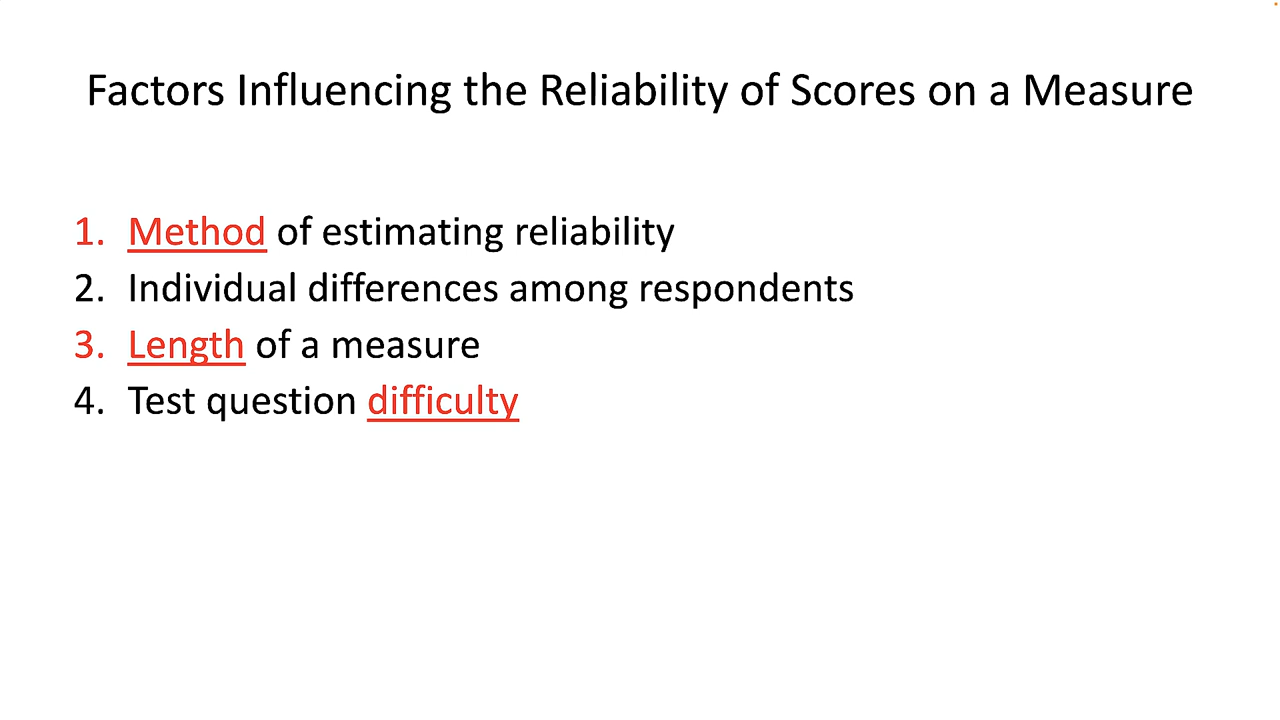 Factors Influencing the Reliability of Scores on a Measure
1. Method of estimating reliability
2. Individual differences among respondents
3. Length of a measure
4. Test question difficulty